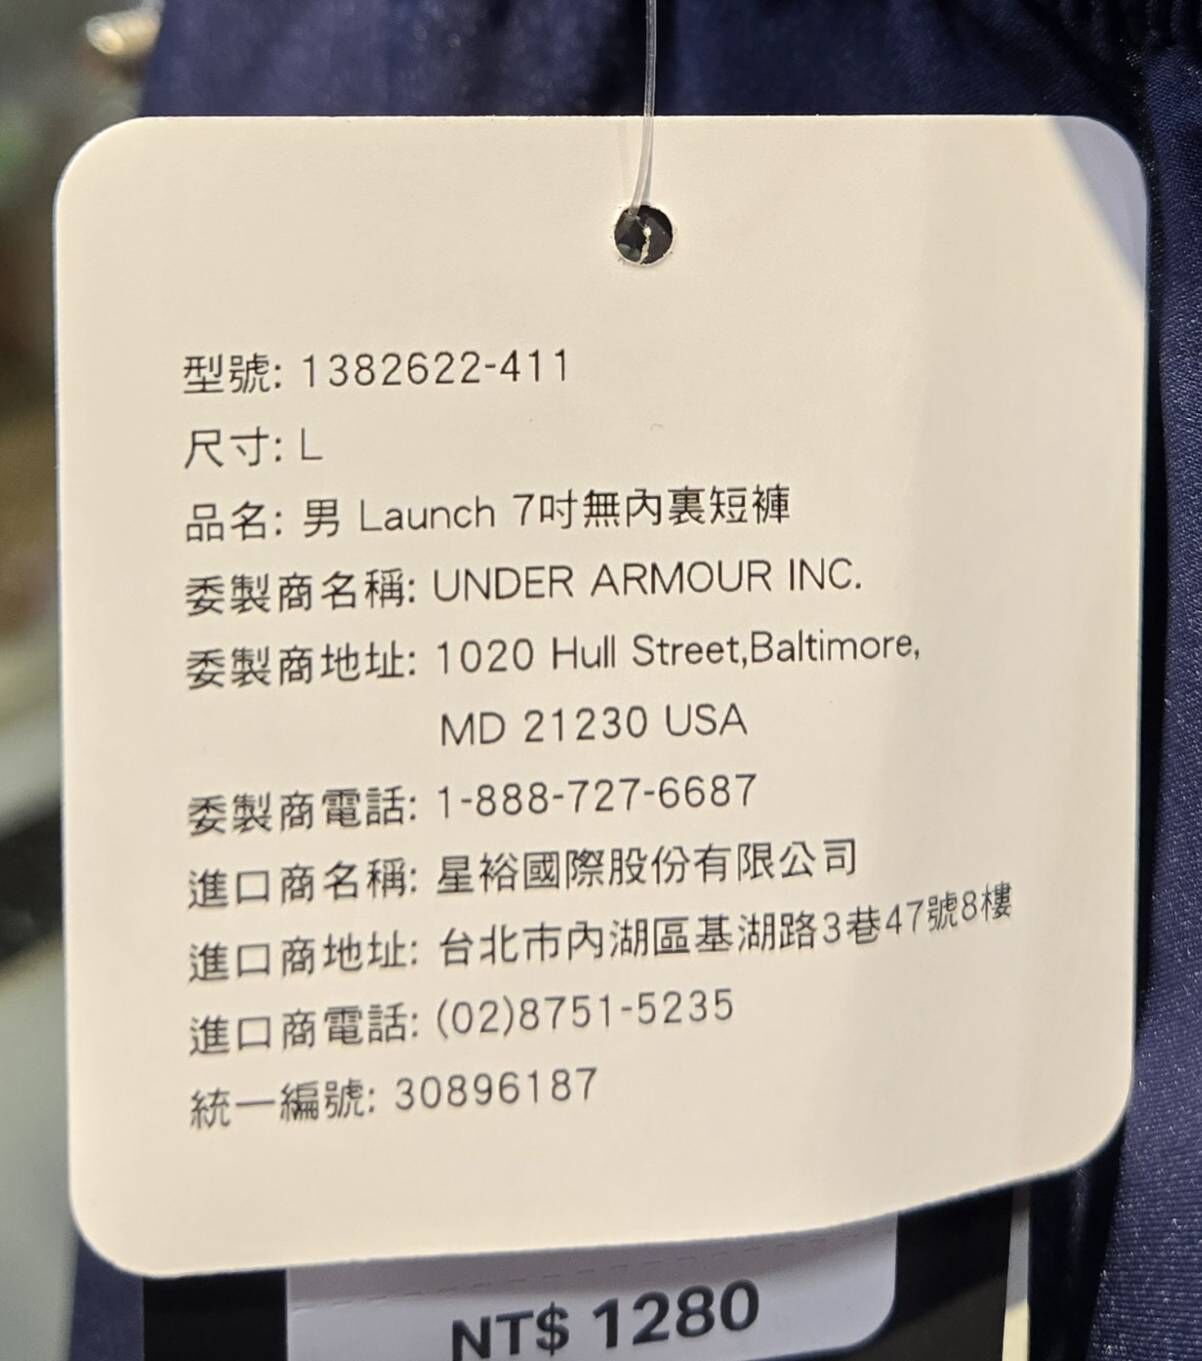 型號: 1382622-411
尺寸: L
品名: 男 Launch 7吋無內裏短褲
委製商名稱: UNDER ARMOUR INC.
委製商地址: 1020 Hull Street,Baltimore,
MD 21230 USA
委製商電話: 1-888-727-6687
進口商名稱: 星裕國際股份有限公司
進口商地址: 台北市內湖區基湖路3巷47號8樓
進口商電話: (02)8751-5235
統一編號: 30896187
NT$ 1280